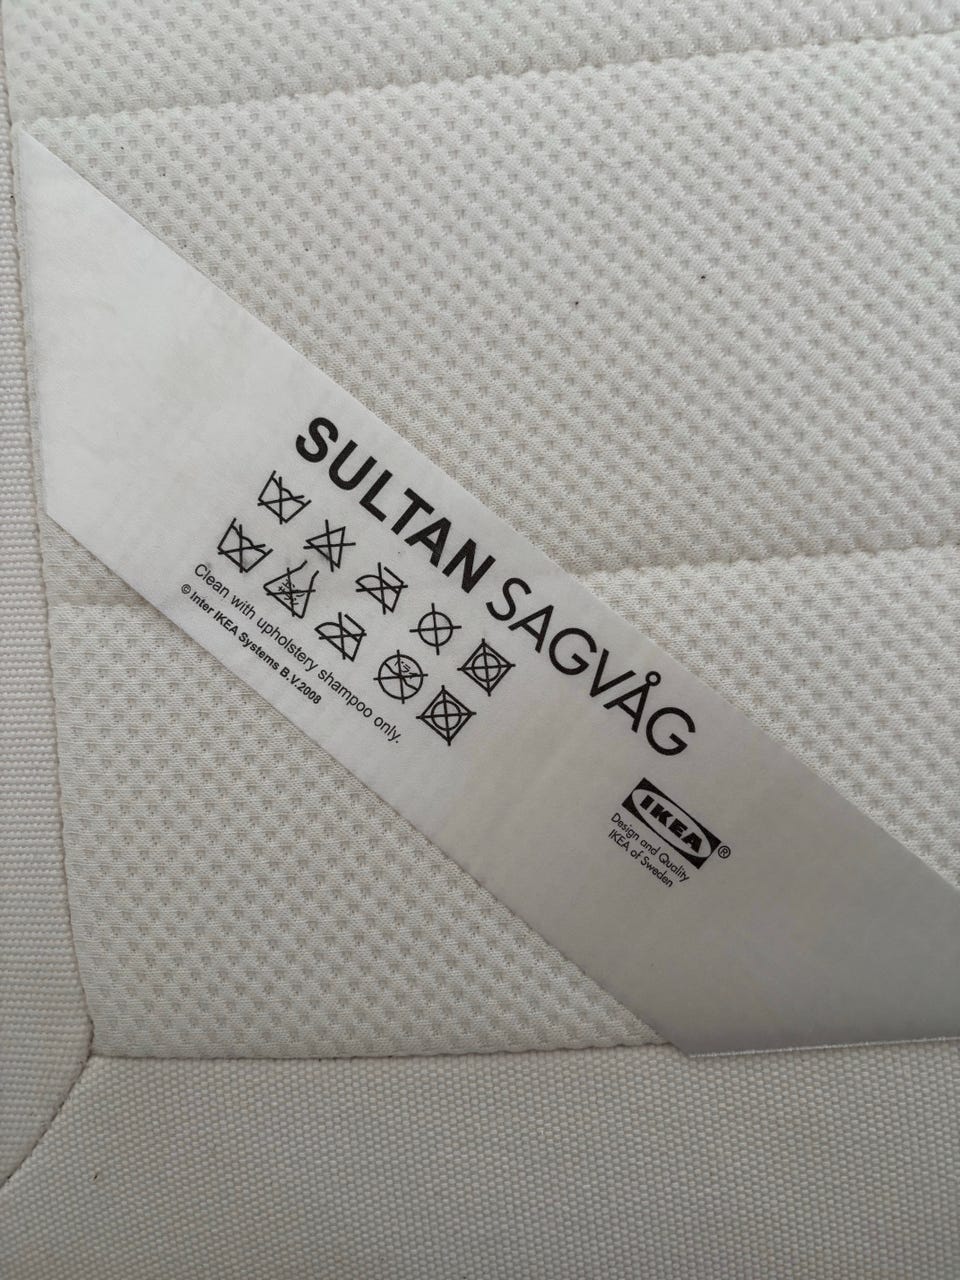 SULTAN SAGVÅG
Clean with upholstery shampoo only.
© Inter IKEA Systems B.V.2008
IKEA®
Design and Quality
IKEA of Sweden